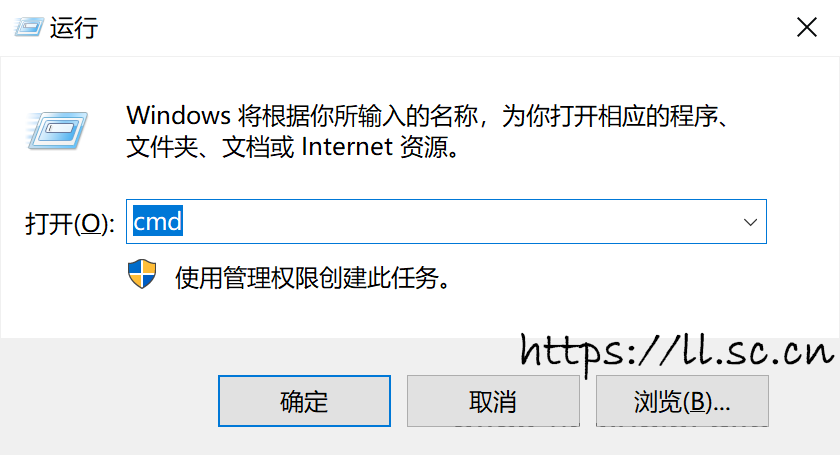 运行
Windows 将根据你所输入的名称，为你打开相应的程序、
文件夹、文档或 Internet 资源。
打开(O): cmd
使用管理权限创建此任务。
https://ll.sc.cn
确定 取消 浏览(B)...